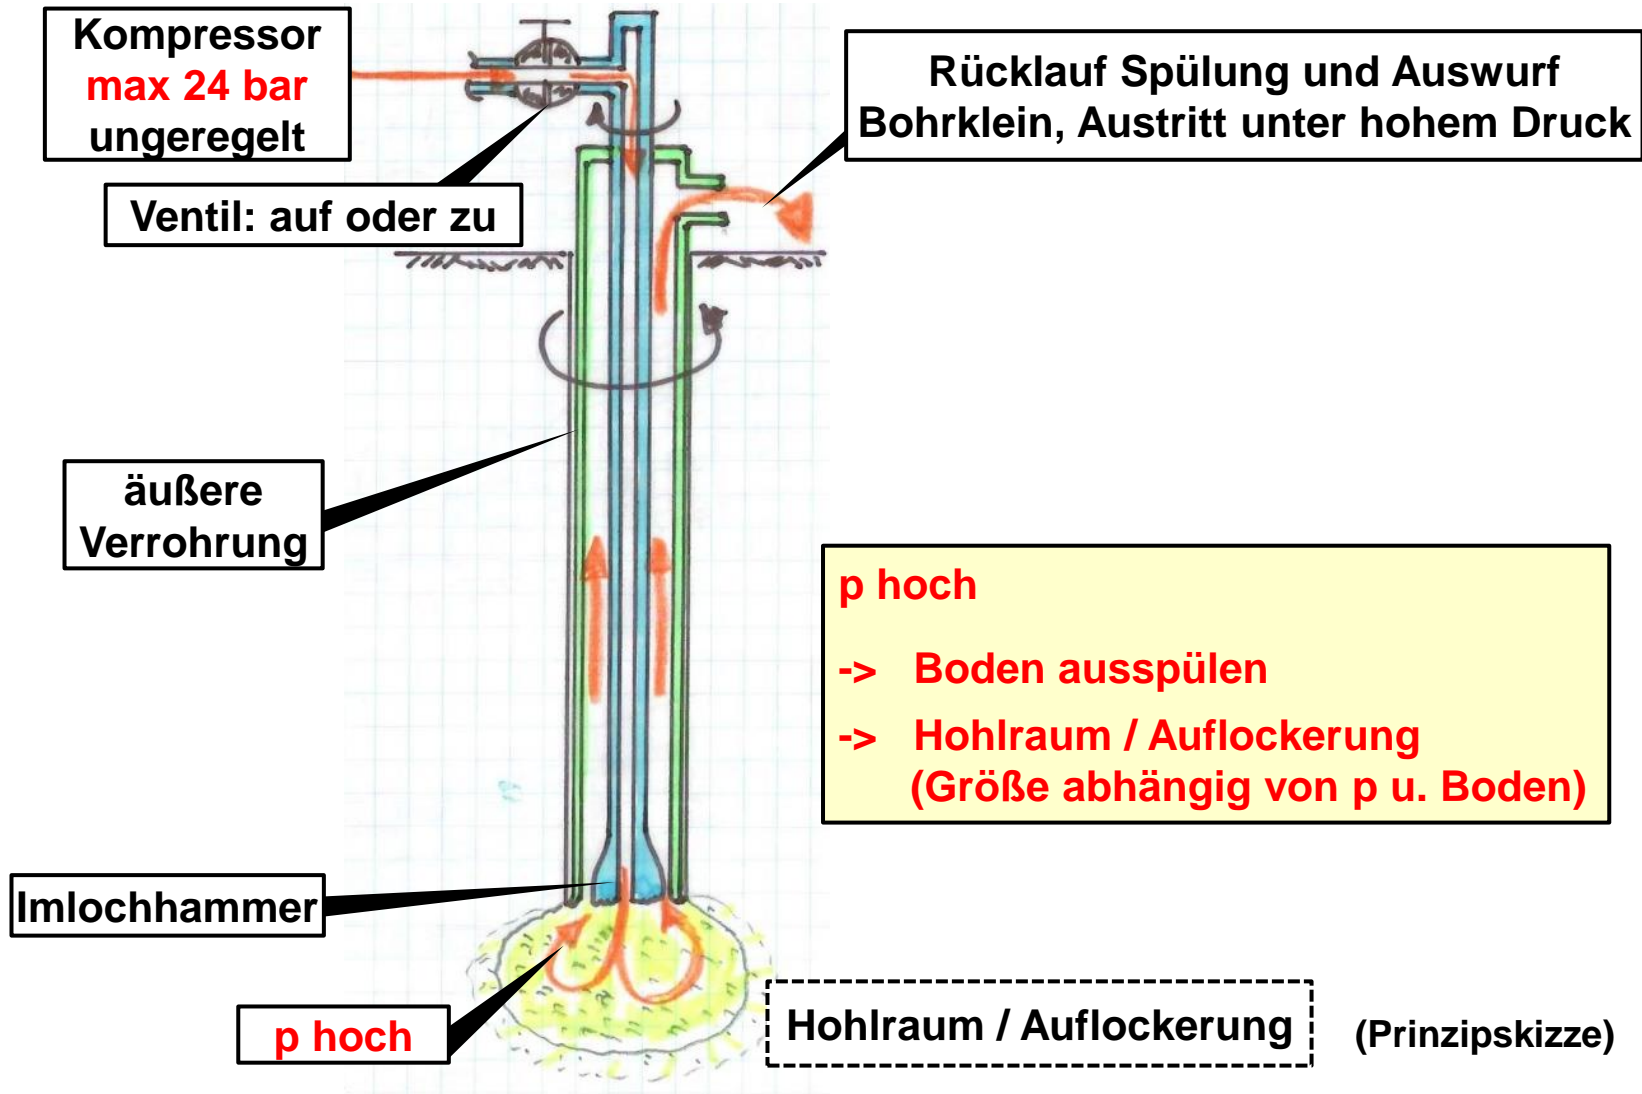 Kompressor
max 24 bar
ungeregelt
Rücklauf Spülung und Auswurf
Bohrklein, Austritt unter hohem Druck
Ventil: auf oder zu
äußere
Verrohrung
p hoch
-> Boden ausspülen
-> Hohlraum / Auflockerung
(Größe abhängig von p u. Boden)
Imlochhammer
p hoch
Hohlraum / Auflockerung
(Prinzipskizze)